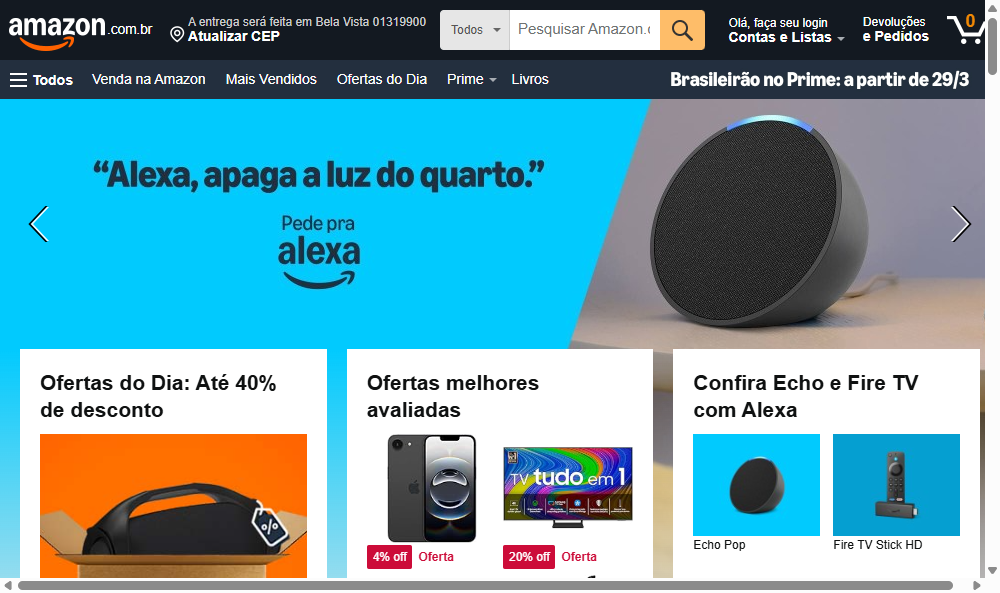 amazon.com.br
A entrega será feita em Bela Vista 01319900
Atualizar CEP
Todos
Pesquisar Amazon.
Olá, faça seu login
Contas e Listas
Devoluções
e Pedidos
0
Todos
Venda na Amazon
Mais Vendidos
Ofertas do Dia
Prime
Livros
Brasileirão no Prime: a partir de 29/3
“Alexa, apaga a luz do quarto.”
Pede pra
alexa
Ofertas do Dia: Até 40%
de desconto
%
Ofertas melhores
avaliadas
TV tudo em 1
4% off
Oferta
20% off
Oferta
Confira Echo e Fire TV
com Alexa
Echo Pop
Fire TV Stick HD